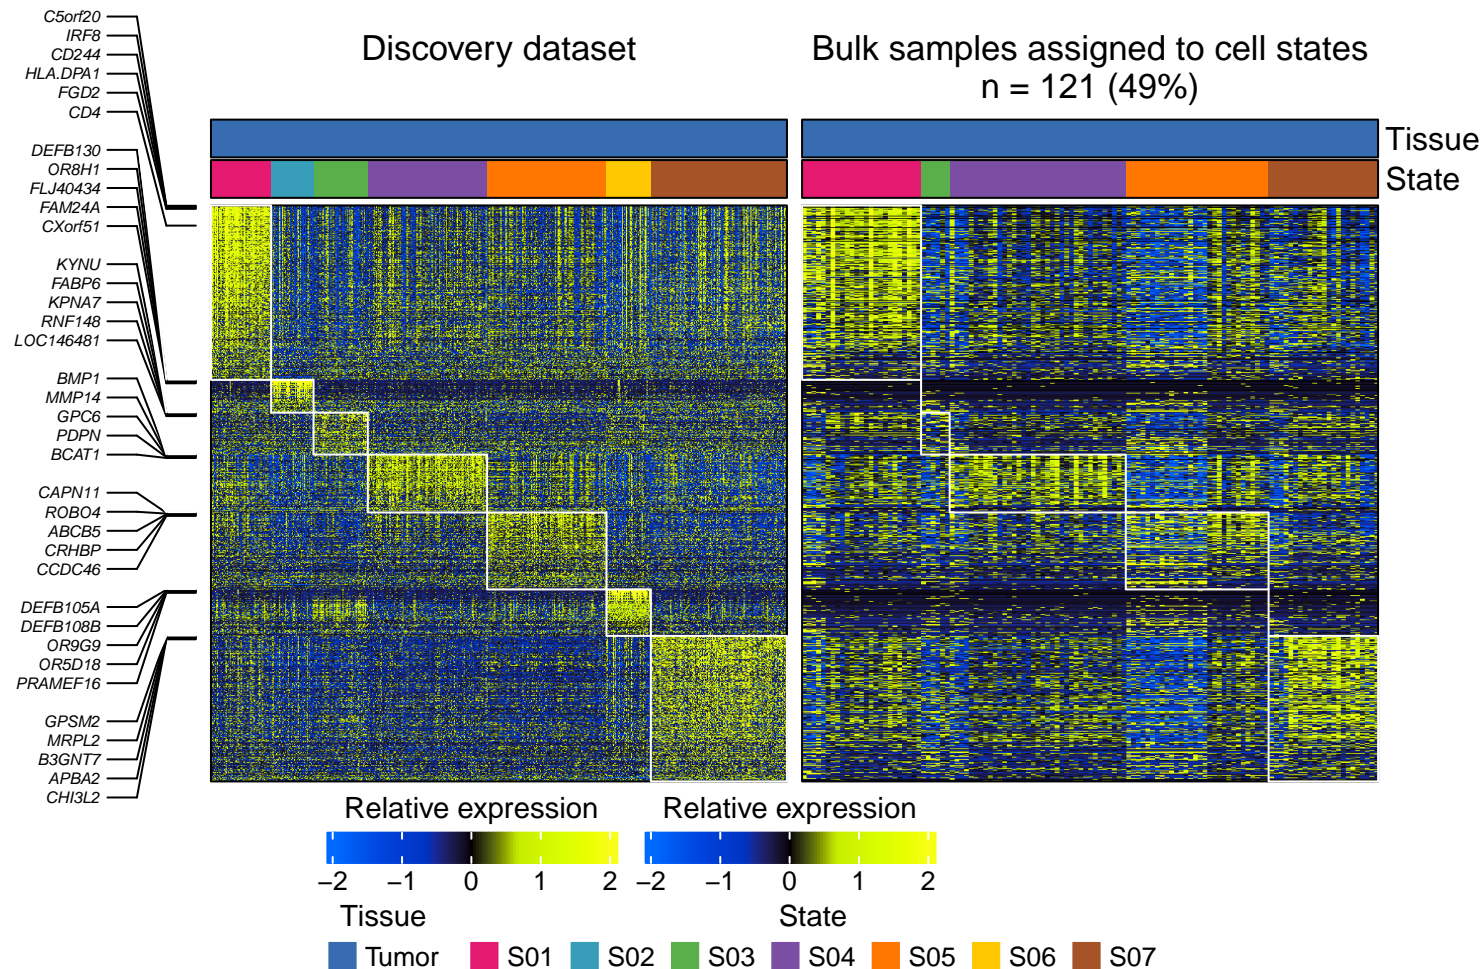 C5orf20
IRF8
CD244
HLA.DPA1
FGD2
CD4
DEFB130
OR8H1
FLJ40434
FAM24A
CXorf51
KYNU
FABP6
KPNA7
RNF148
LOC146481
BMP1
MMP14
GPC6
PDPN
BCAT1
CAPN11
ROBO4
ABCB5
CRHBP
CCDC46
DEFB105A
DEFB108B
OR9G9
OR5D18
PRAMEF16
GPSM2
MRPL2
B3GNT7
APBA2
CHI3L2
Discovery dataset
Bulk samples assigned to cell states
n = 121 (49%)
Tissue
State
Relative expression
−2 −1 0 1 2
Relative expression
−2 −1 0 1 2
Tissue
Tumor
State
S01 S02 S03 S04 S05 S06 S07